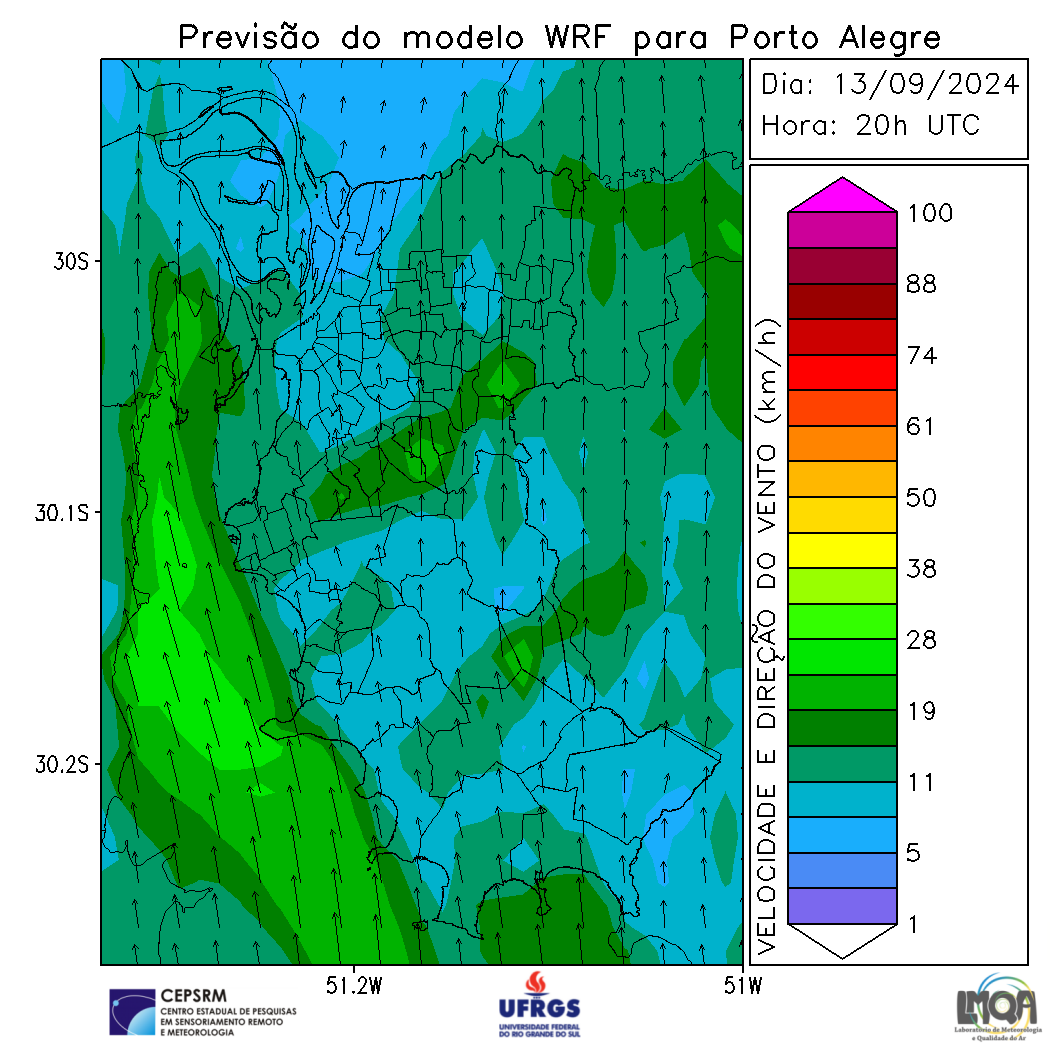 Previsão do modelo WRF para Porto Alegre
Dia: 13/09/2024
Hora: 20h UTC
30S
30.1S
30.2S
51.2W
51W
VELOCIDADE E DIREÇÃO DO VENTO (km/h)
100
88
74
61
50
38
28
19
11
5
1
CEPSRM
CENTRO ESTADUAL DE PESQUISAS
EM SENSORIAMENTO REMOTO
E METEOROLOGIA
UFRGS
UNIVERSIDADE FEDERAL
DO RIO GRANDE DO SUL
LMQA
Laboratório de Meteorologia
e Qualidade do Ar